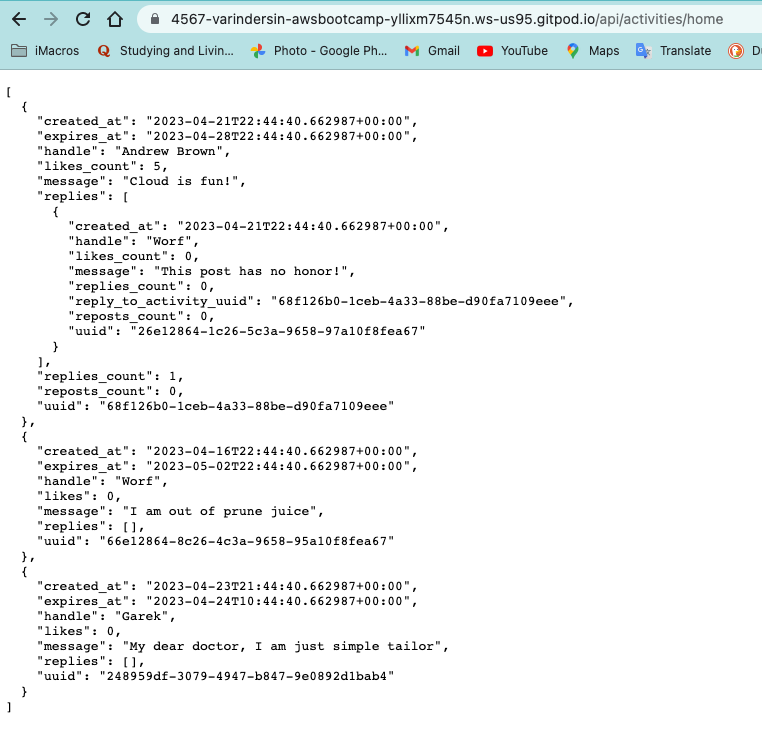 4567-varindersin-awsbootcamp-yllixm7545n.ws-us95.gitpod.io/api/activities/home
iMacros Studying and Livin... Photo - Google Ph... Gmail YouTube Maps Translate
[
  {
    "created_at": "2023-04-21T22:44:40.662987+00:00",
    "expires_at": "2023-04-28T22:44:40.662987+00:00",
    "handle": "Andrew Brown",
    "likes_count": 5,
    "message": "Cloud is fun!",
    "replies": [
      {
        "created_at": "2023-04-21T22:44:40.662987+00:00",
        "handle": "Worf",
        "likes_count": 0,
        "message": "This post has no honor!",
        "replies_count": 0,
        "reply_to_activity_uuid": "68f126b0-1ceb-4a33-88be-d90fa7109eee",
        "reposts_count": 0,
        "uuid": "26e12864-1c26-5c3a-9658-97a10f8fea67"
      }
    ],
    "replies_count": 1,
    "reposts_count": 0,
    "uuid": "68f126b0-1ceb-4a33-88be-d90fa7109eee"
  },
  {
    "created_at": "2023-04-16T22:44:40.662987+00:00",
    "expires_at": "2023-05-02T22:44:40.662987+00:00",
    "handle": "Worf",
    "likes": 0,
    "message": "I am out of prune juice",
    "replies": [],
    "uuid": "66e12864-8c26-4c3a-9658-95a10f8fea67"
  },
  {
    "created_at": "2023-04-23T21:44:40.662987+00:00",
    "expires_at": "2023-04-24T10:44:40.662987+00:00",
    "handle": "Garek",
    "likes": 0,
    "message": "My dear doctor, I am just simple tailor",
    "replies": [],
    "uuid": "248959df-3079-4947-b847-9e0892d1bab4"
  }
]